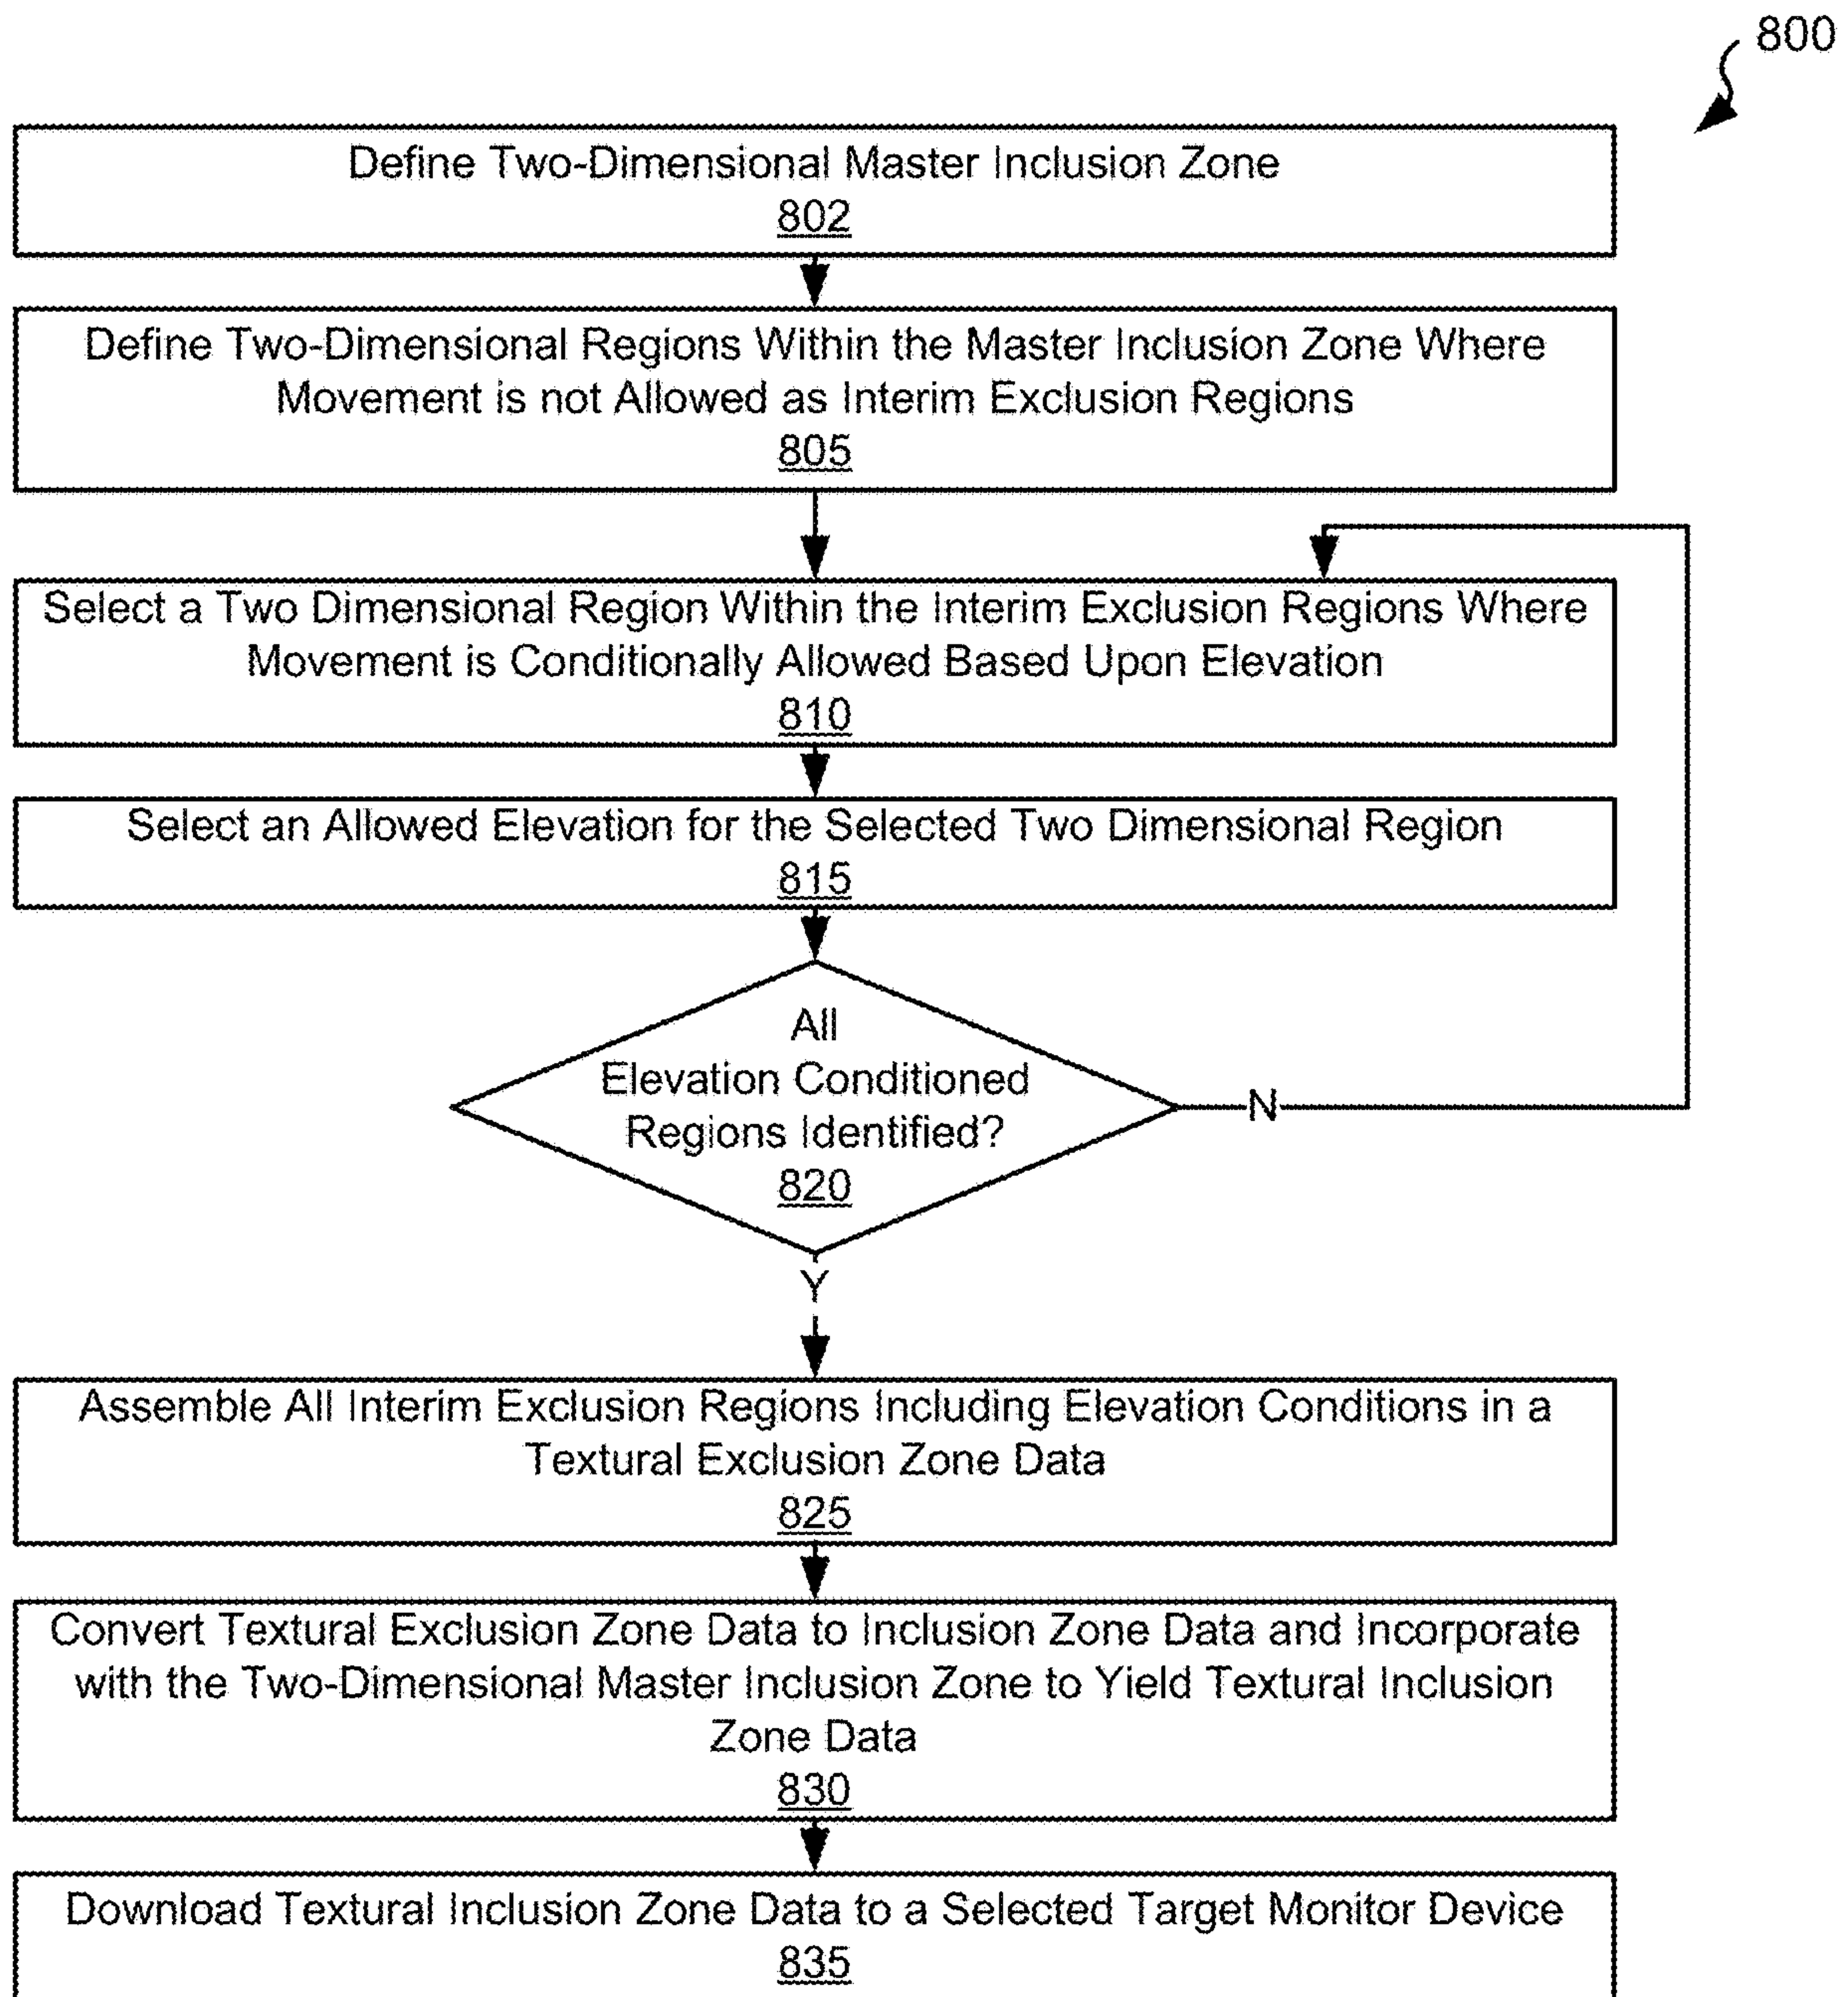 800
Define Two-Dimensional Master Inclusion Zone
802
Define Two-Dimensional Regions Within the Master Inclusion Zone Where
Movement is not Allowed as Interim Exclusion Regions
805
Select a Two Dimensional Region Within the Interim Exclusion Regions Where
Movement is Conditionally Allowed Based Upon Elevation
810
Select an Allowed Elevation for the Selected Two Dimensional Region
815
All
Elevation Conditioned
Regions Identified?
820
N
Y
Assemble All Interim Exclusion Regions Including Elevation Conditions in a
Textural Exclusion Zone Data
825
Convert Textural Exclusion Zone Data to Inclusion Zone Data and Incorporate
with the Two-Dimensional Master Inclusion Zone to Yield Textural Inclusion
Zone Data
830
Download Textural Inclusion Zone Data to a Selected Target Monitor Device
835